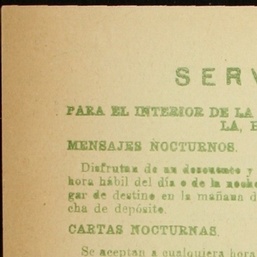 SERV
PARA EL INTERIOR DE LA
LA, E
MENSAJES NOCTURNOS.
Disfrutan de un descuento y
hora hábil del día o de la noche
gar de destino en la mañana d
cha de depósito.
CARTAS NOCTURNAS.
Se aceptan a cualquiera hora